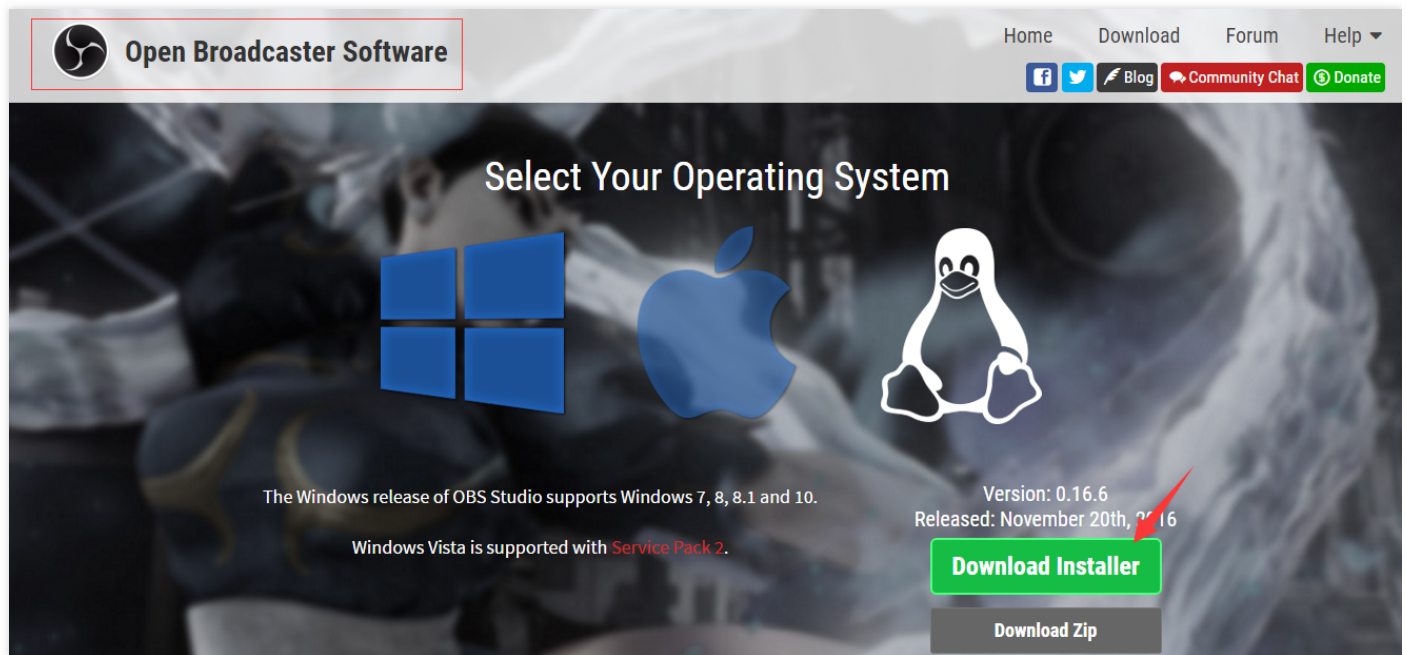 Open Broadcaster Software
Home Download Forum Help
Blog Community Chat Donate
Select Your Operating System
The Windows release of OBS Studio supports Windows 7, 8, 8.1 and 10.
Windows Vista is supported with Service Pack 2.
Version: 0.16.6
Released: November 20th, 2016
Download Installer
Download Zip